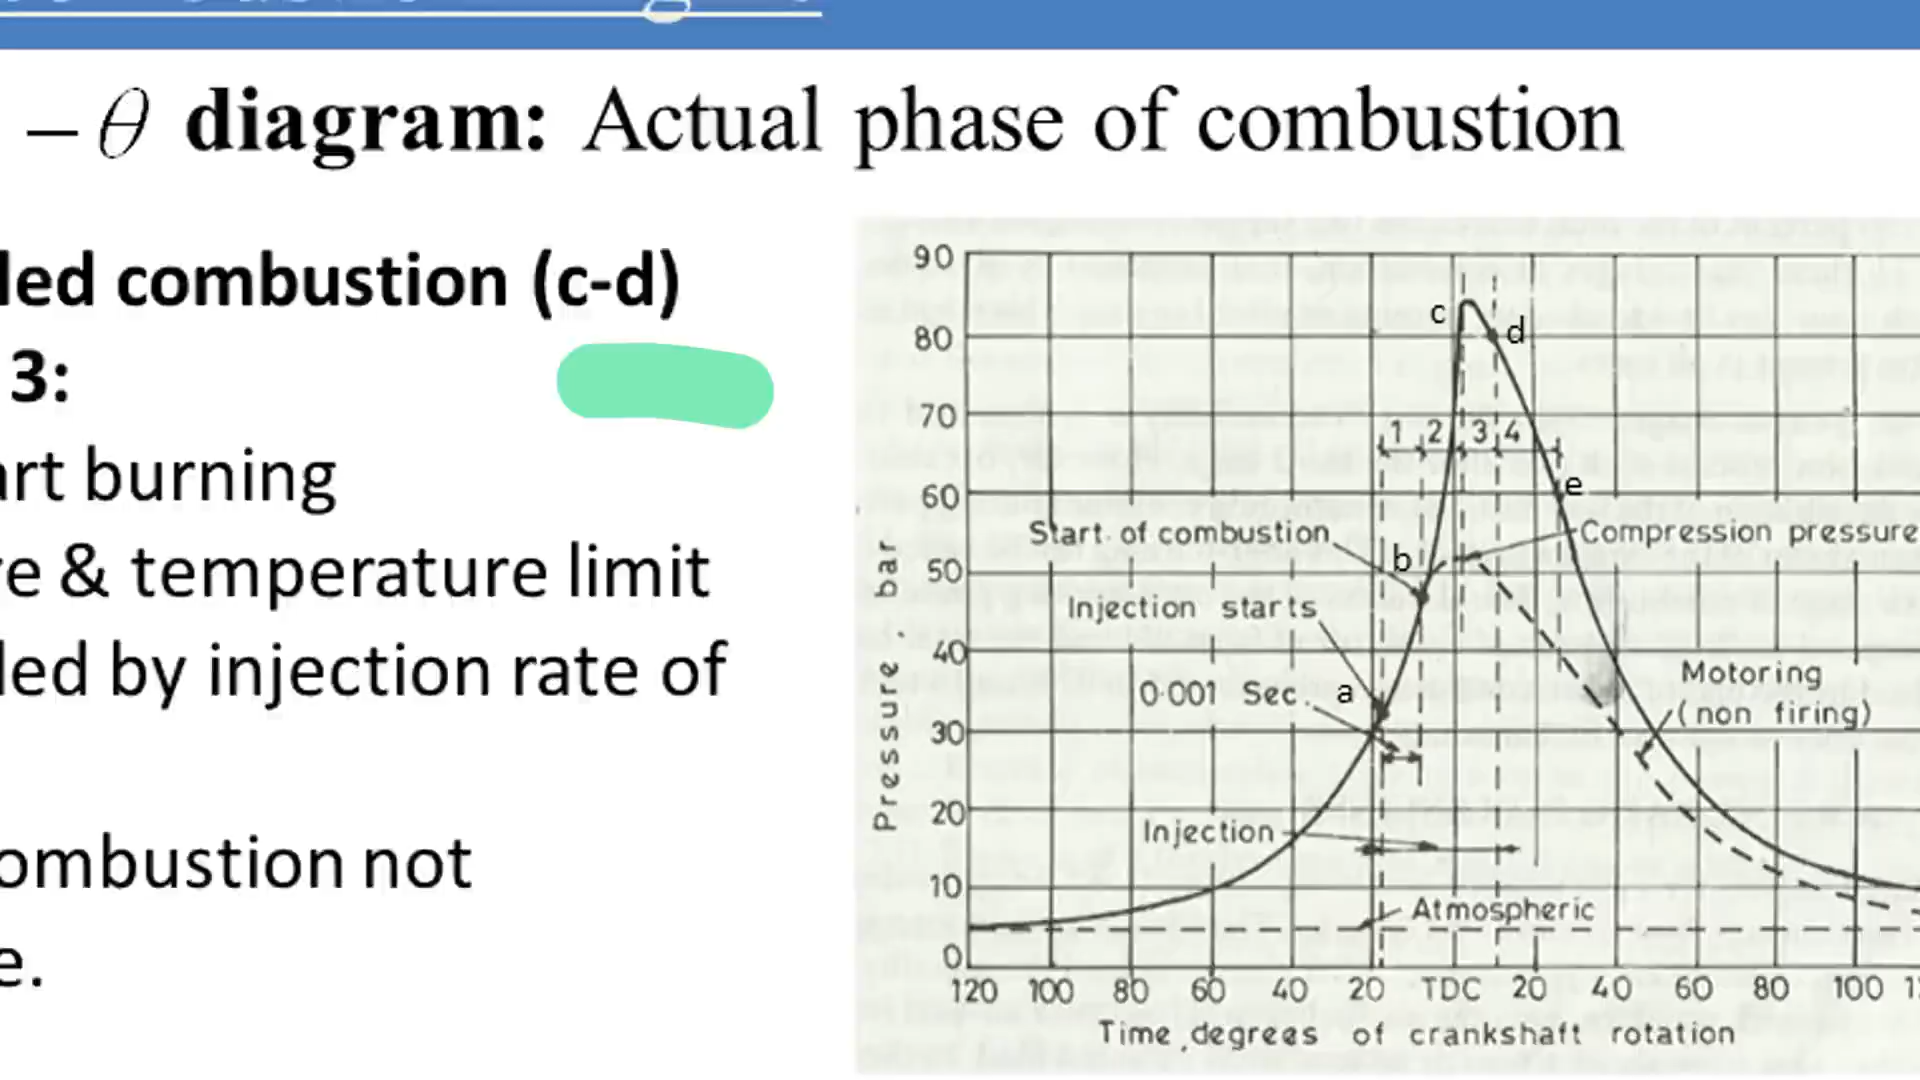 – θ diagram: Actual phase of combustion
led combustion (c-d)
3:
art burning
re & temperature limit
led by injection rate of
ombustion not
e.
90
80
70
60
50
40
30
20
10
0
Pressure, bar
c
d
1 2 3 4
e
Start of combustion
b
Compression pressure
Injection starts
0·001 Sec.
a
Motoring
(non firing)
Injection
Atmospheric
120 100 80 60 40 20 TDC 20 40 60 80 100
Time, degrees of crankshaft rotation